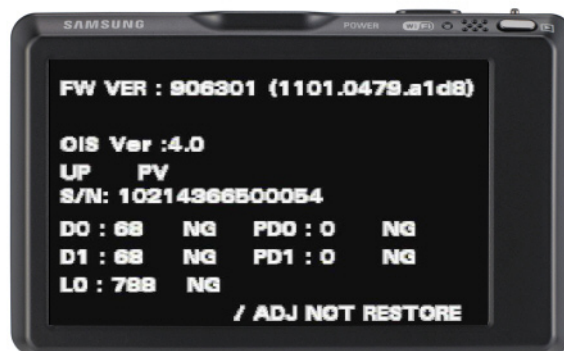 SAMSUNG POWER WiFi
FW VER : 906301 (1101.0479.a1d8)
OIS Ver :4.0
UP PV
S/N: 10214366500054
D0 : 68 NG PD0 : 0 NG
D1 : 68 NG PD1 : 0 NG
L0 : 788 NG
/ ADJ NOT RESTORE